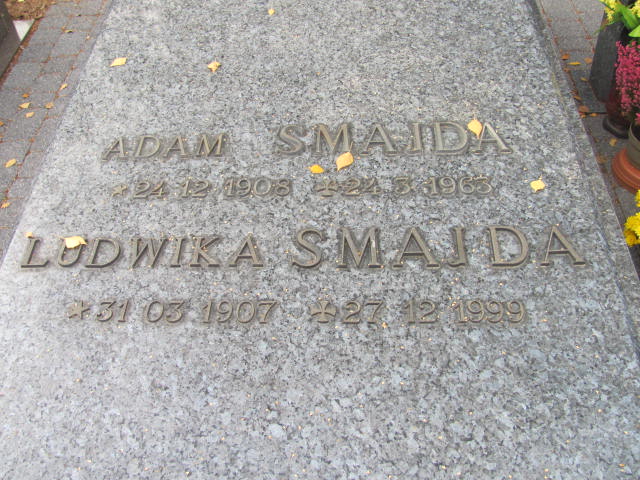 ADAM SMAJDA
* 24.12.1908 ✠ 24.3.1963
LUDWIKA SMAJDA
* 31 03 1907 ✠ 27 12 1999